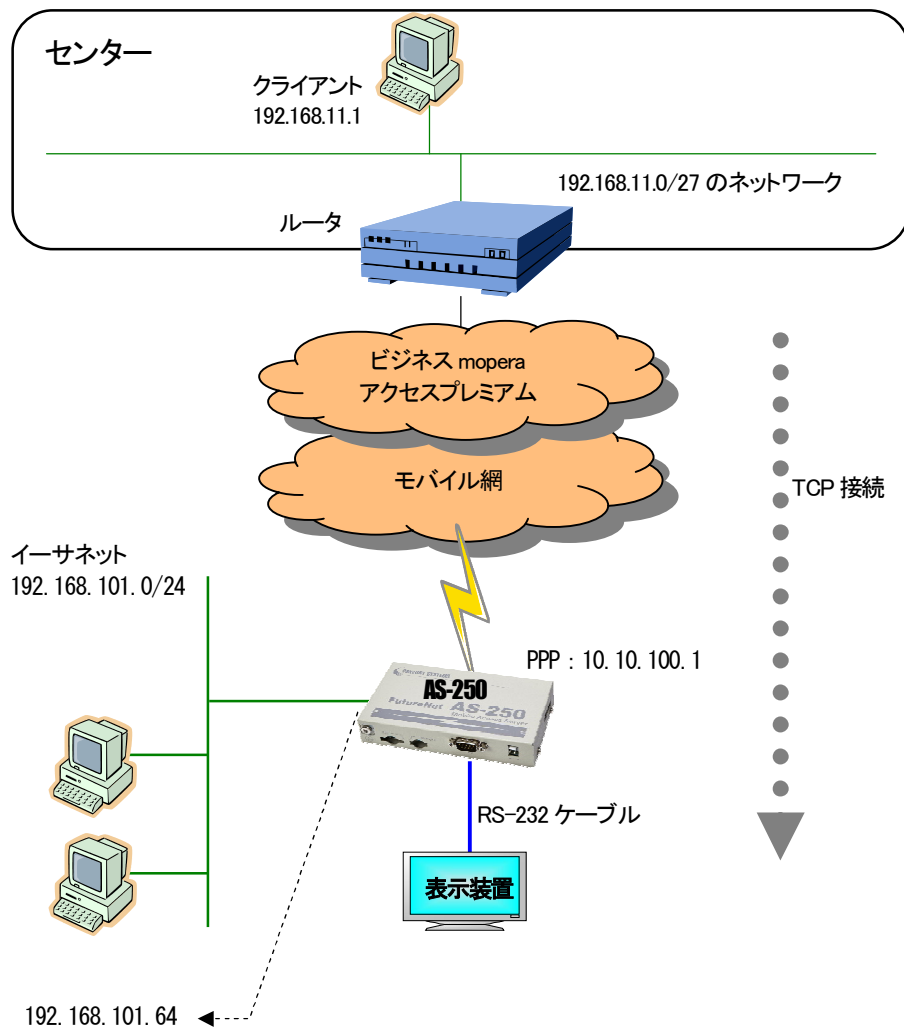 センター
クライアント
192.168.11.1
192.168.11.0/27 のネットワーク
ルータ
ビジネス mopera
アクセスプレミアム
モバイル網
TCP 接続
イーサネット
192.168.101.0/24
PPP：10.10.100.1
AS-250
FutureNet AS-250
RS-232 ケーブル
表示装置
192.168.101.64